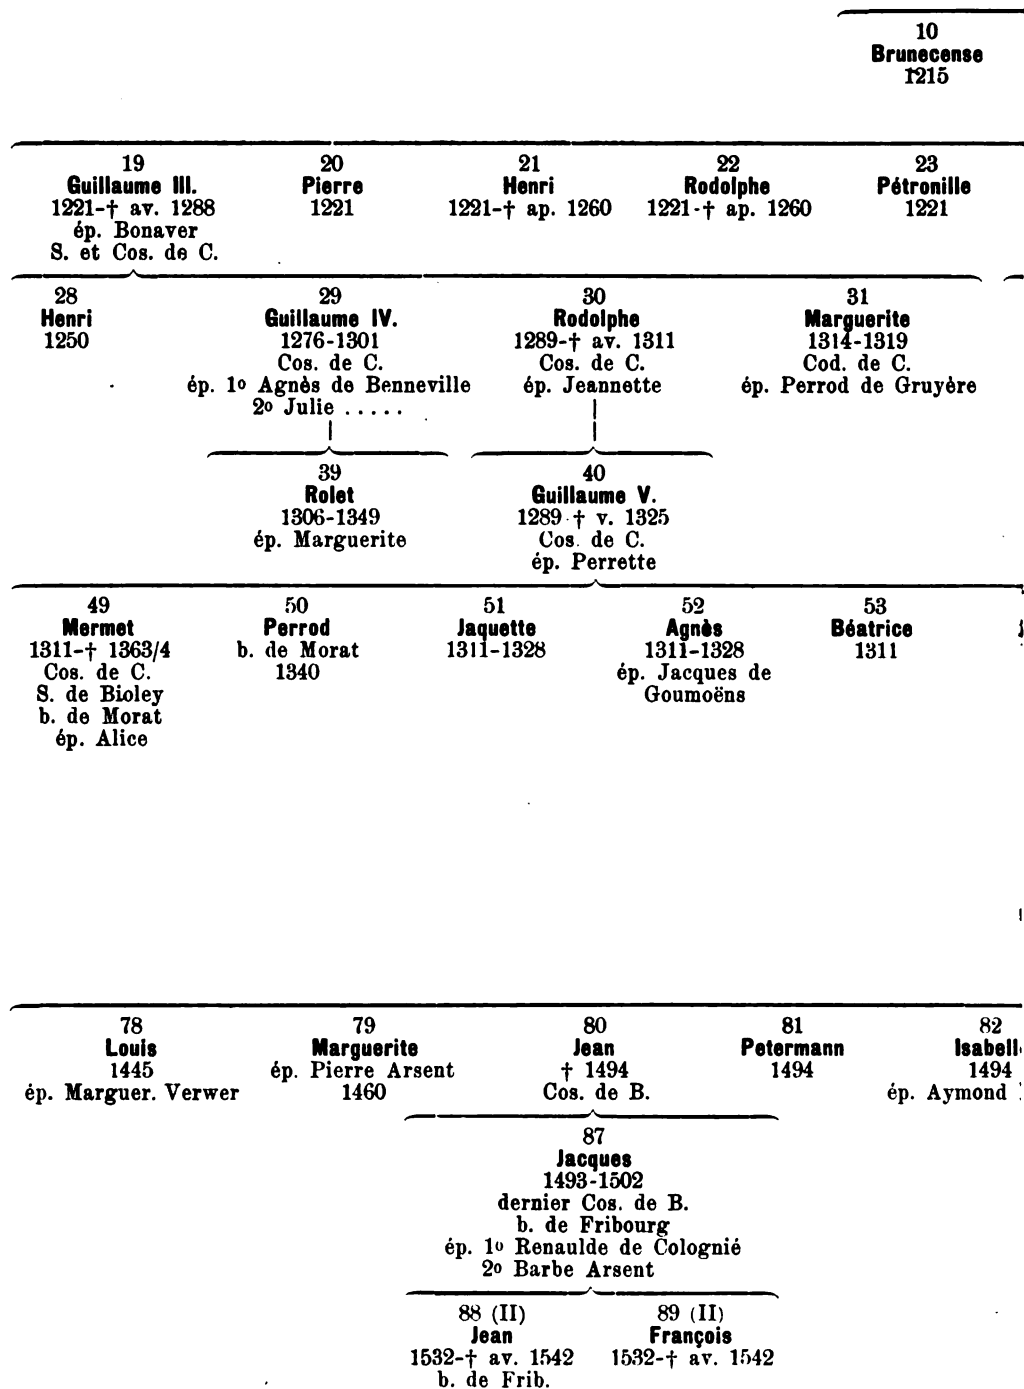 10
Brunecense
1215
19
Guillaume III.
1221-† av. 1288
ép. Bonaver
S. et Cos. de C.
20
Pierre
1221
21
Henri
1221-† ap. 1260
22
Rodolphe
1221-† ap. 1260
23
Pétronille
1221
28
Henri
1250
29
Guillaume IV.
1276-1301
Cos. de C.
ép. 1o Agnès de Benneville
2o Julie .....
30
Rodolphe
1289-† av. 1311
Cos. de C.
ép. Jeannette
31
Marguerite
1314-1319
Cod. de C.
ép. Perrod de Gruyère
39
Rolet
1306-1349
ép. Marguerite
40
Guillaume V.
1289-† v. 1325
Cos. de C.
ép. Perrette
49
Mermet
1311-† 1363/4
Cos. de C.
S. de Bioley
b. de Morat
ép. Alice
50
Perrod
b. de Morat
1340
51
Jaquette
1311-1328
52
Agnès
1311-1328
ép. Jacques de
Goumoëns
53
Béatrice
1311
78
Louis
1445
ép. Marguer. Verwer
79
Marguerite
ép. Pierre Arsent
1460
80
Jean
† 1494
Cos. de B.
81
Petermann
1494
82
Isabell
1494
ép. Aymond
87
Jacques
1493-1502
dernier Cos. de B.
b. de Fribourg
ép. 1o Renaulde de Colognié
2o Barbe Arsent
88 (II)
Jean
1532-† av. 1542
b. de Frib.
89 (II)
François
1532-† av. 1542